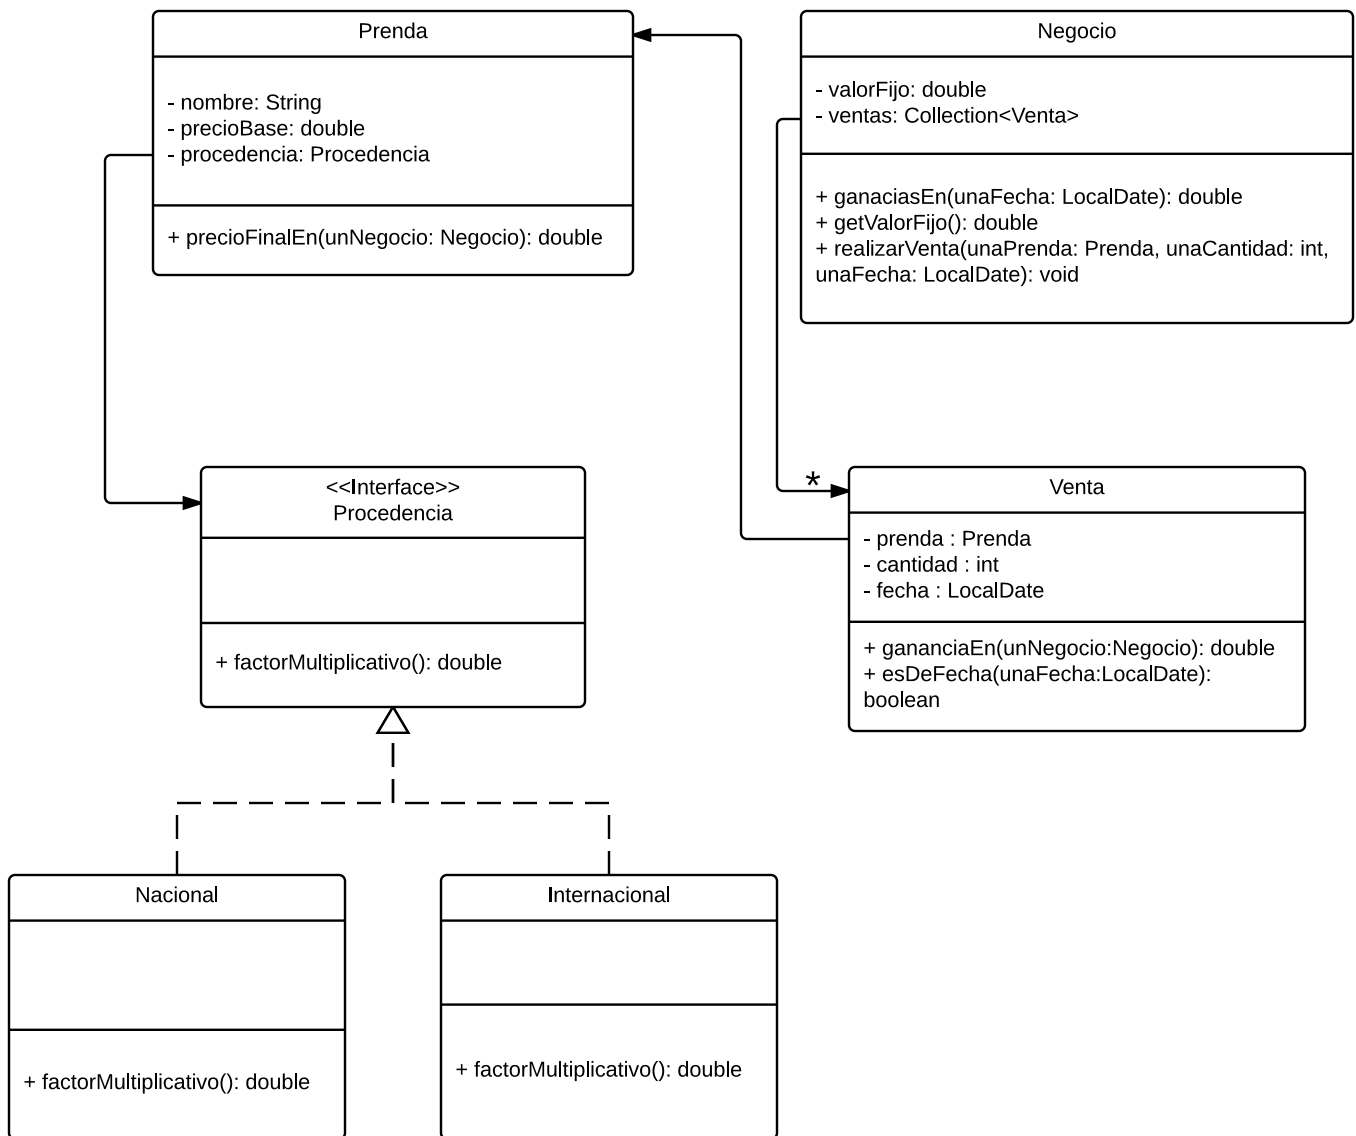 Prenda
- nombre: String
- precioBase: double
- procedencia: Procedencia
+ precioFinalEn(unNegocio: Negocio): double
Negocio
- valorFijo: double
- ventas: Collection<Venta>
+ ganaciasEn(unaFecha: LocalDate): double
+ getValorFijo(): double
+ realizarVenta(unaPrenda: Prenda, unaCantidad: int,
unaFecha: LocalDate): void
<<Interface>>
Procedencia
+ factorMultiplicativo(): double
*
Venta
- prenda : Prenda
- cantidad : int
- fecha : LocalDate
+ gananciaEn(unNegocio:Negocio): double
+ esDeFecha(unaFecha:LocalDate):
boolean
Nacional
+ factorMultiplicativo(): double
Internacional
+ factorMultiplicativo(): double